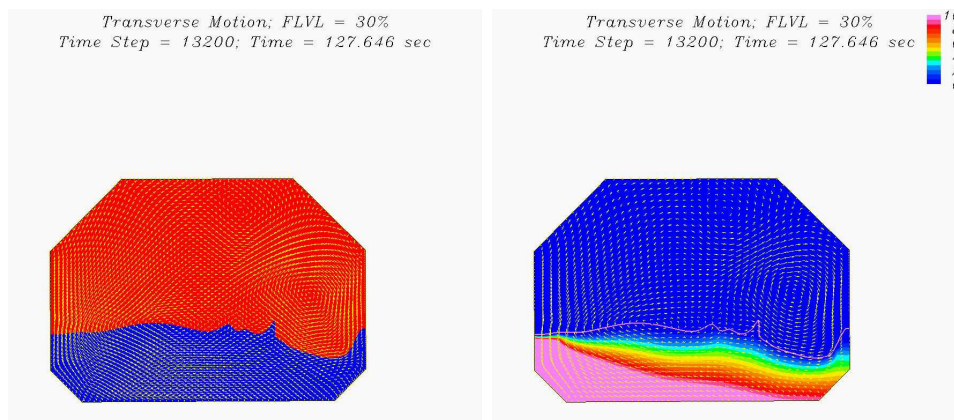 Transverse Motion; FLVL = 30%
Time Step = 13200; Time = 127.646 sec
Transverse Motion; FLVL = 30%
Time Step = 13200; Time = 127.646 sec